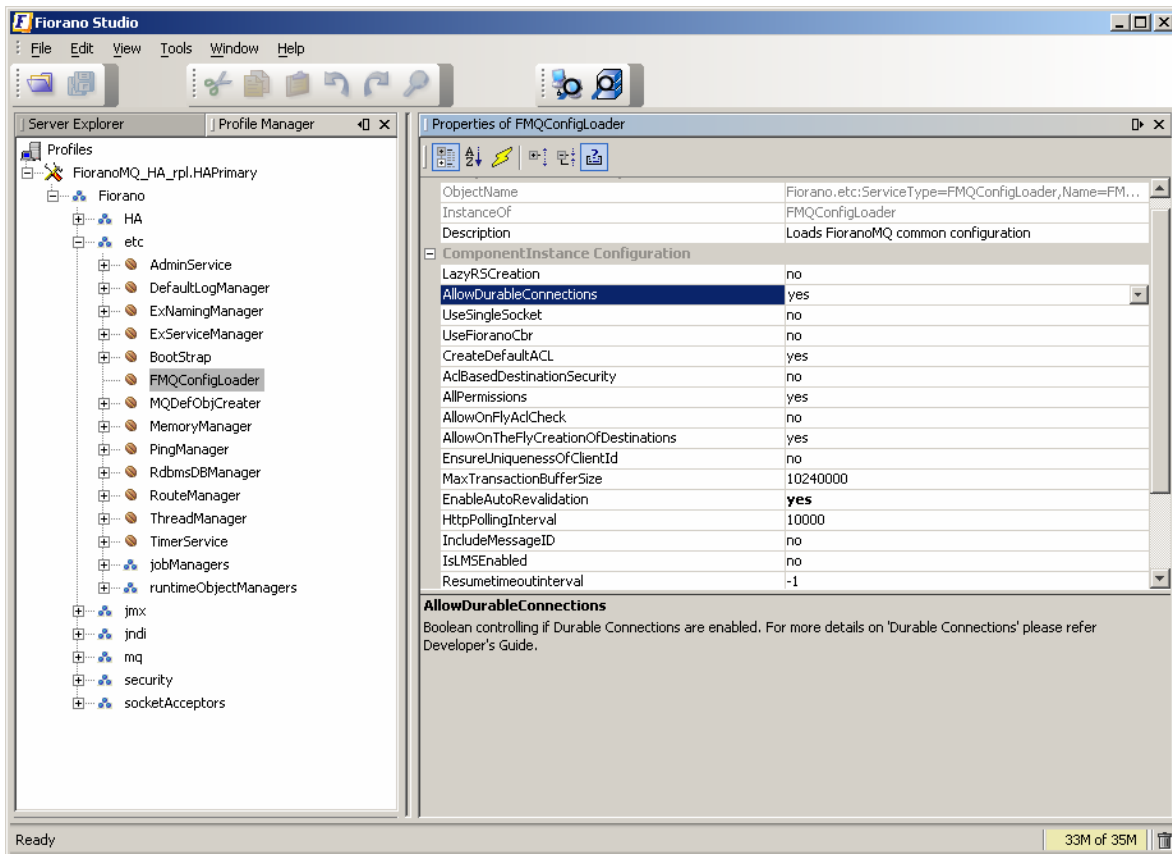 Fiorano Studio
File Edit View Tools Window Help
Server Explorer
Profile Manager
Profiles
FioranoMQ_HA_rpl.HAPrimary
Fiorano
HA
etc
AdminService
DefaultLogManager
ExNamingManager
ExServiceManager
BootStrap
FMQConfigLoader
MQDefObjCreater
MemoryManager
PingManager
RdbmsDBManager
RouteManager
ThreadManager
TimerService
jobManagers
runtimeObjectManagers
jmx
jndi
mq
security
socketAcceptors
Properties of FMQConfigLoader
ObjectName Fiorano.etc:ServiceType=FMQConfigLoader,Name=FM...
InstanceOf FMQConfigLoader
Description Loads FioranoMQ common configuration
ComponentInstance Configuration
LazyRSCreation no
AllowDurableConnections yes
UseSingleSocket no
UseFioranoCbr no
CreateDefaultACL yes
AclBasedDestinationSecurity no
AllPermissions yes
AllowOnFlyAclCheck no
AllowOnTheFlyCreationOfDestinations yes
EnsureUniquenessOfClientId no
MaxTransactionBufferSize 10240000
EnableAutoRevalidation yes
HttpPollingInterval 10000
IncludeMessageID no
IsLMSEnabled no
Resumetimeoutinterval -1
AllowDurableConnections
Boolean controlling if Durable Connections are enabled. For more details on 'Durable Connections' please refer
Developer's Guide.
Ready
33M of 35M